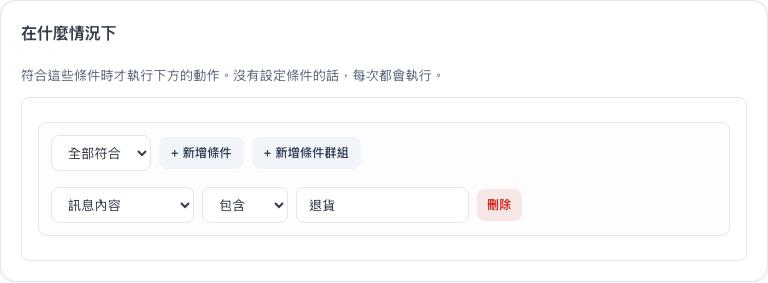 在什麼情況下
符合這些條件時才執行下方的動作。沒有設定條件的話，每次都會執行。
全部符合 + 新增條件 + 新增條件群組
訊息內容 包含 退貨 刪除